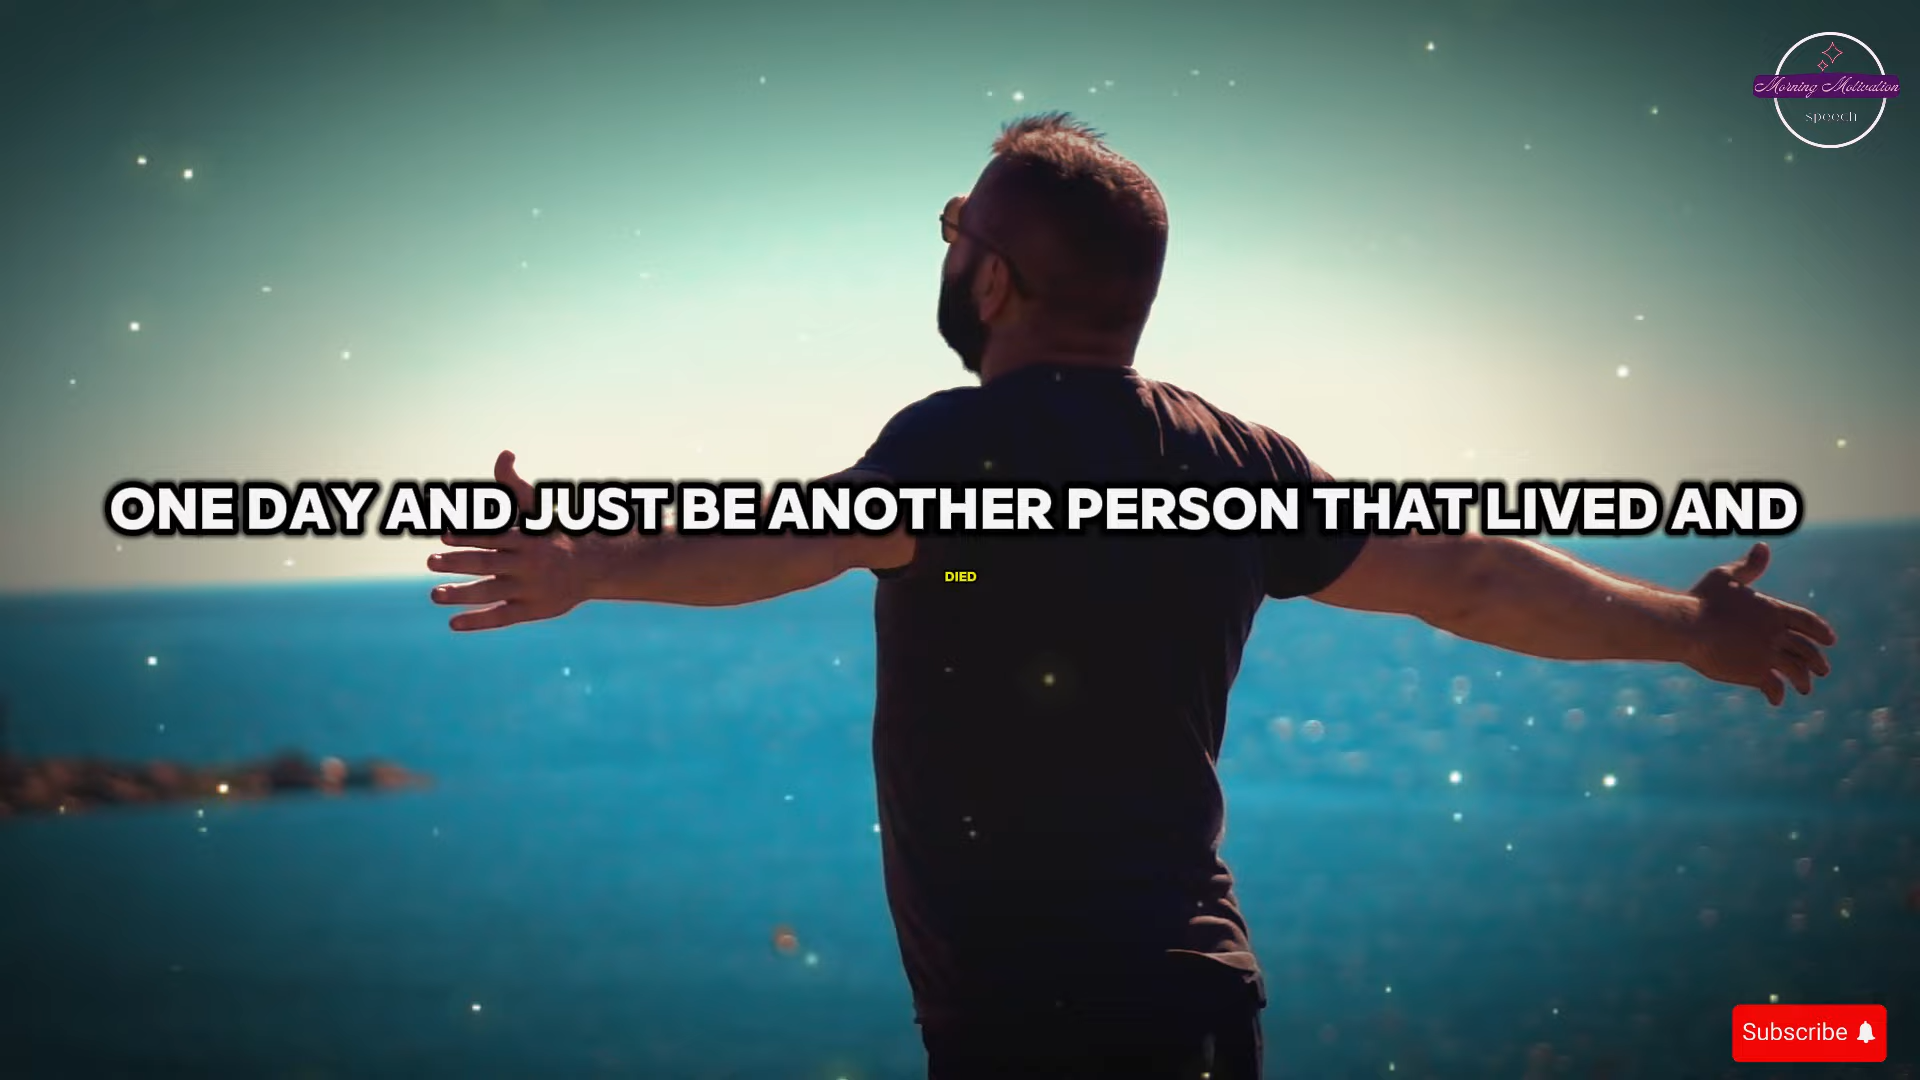 Morning Motivation
speech
ONE DAY AND JUST BE ANOTHER PERSON THAT LIVED AND
DIED
Subscribe